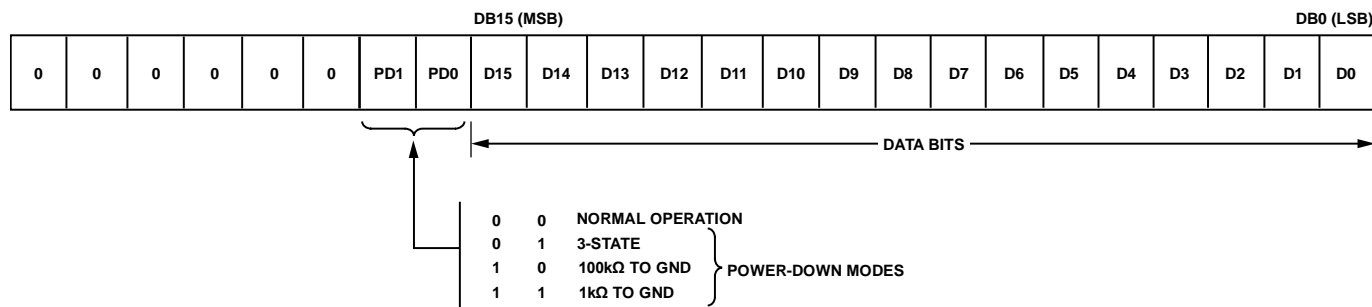 DB15 (MSB) DB0 (LSB)
0 0 0 0 0 0 PD1 PD0 D15 D14 D13 D12 D11 D10 D9 D8 D7 D6 D5 D4 D3 D2 D1 D0
DATA BITS
0 0 NORMAL OPERATION
0 1 3-STATE
1 0 100kΩ TO GND
POWER-DOWN MODES
1 1 1kΩ TO GND